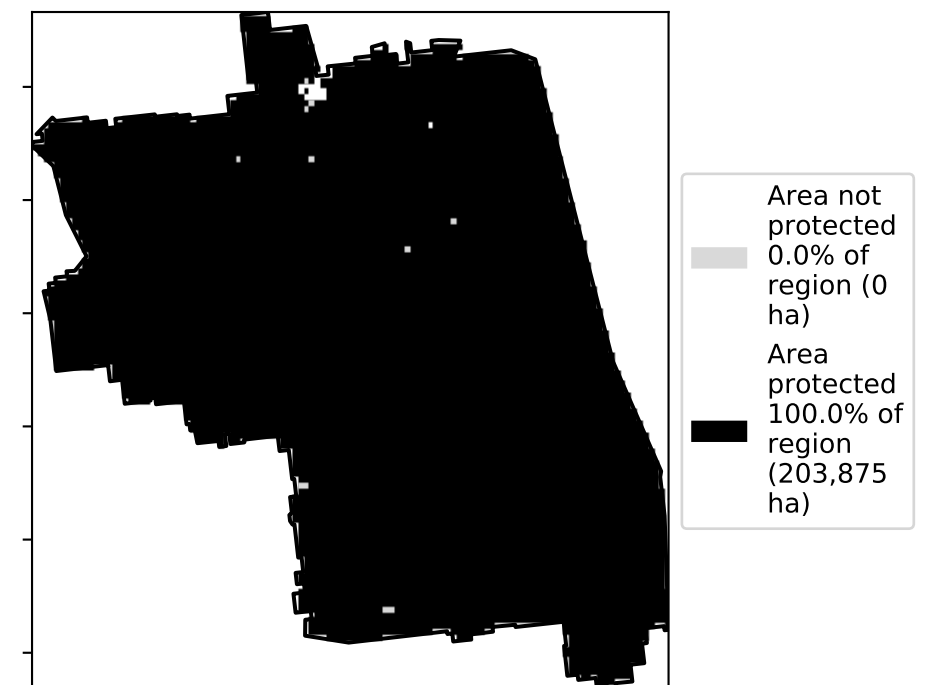 Area not
protected
0.0% of
region (0
ha)
Area
protected
100.0% of
region
(203,875
ha)